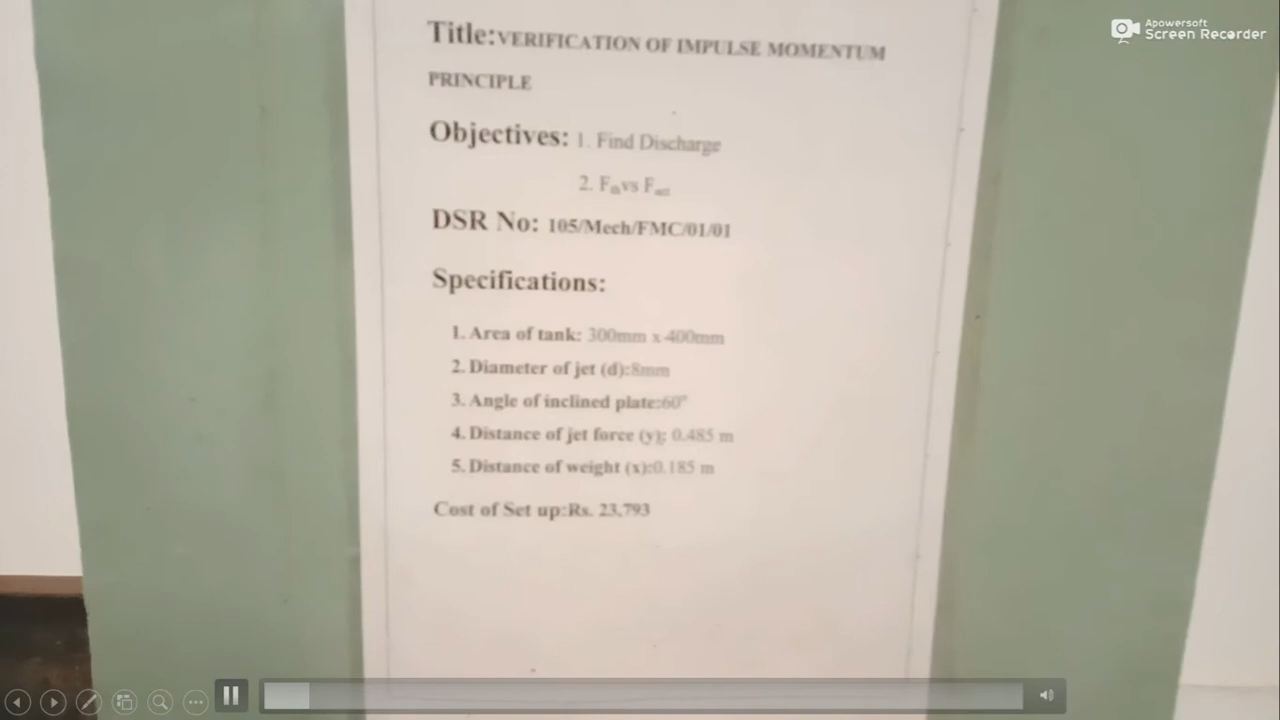 Apowersoft
Screen Recorder
Title:VERIFICATION OF IMPULSE MOMENTUM
PRINCIPLE
Objectives: 1. Find Discharge
2. Fth vs Fact
DSR No: 105/Mech/FMC/01/01
Specifications:
1. Area of tank: 300mm x 400mm
2. Diameter of jet (d):8mm
3. Angle of inclined plate:60°
4. Distance of jet force (y): 0.485 m
5. Distance of weight (x):0.185 m
Cost of Set up:Rs. 23,793